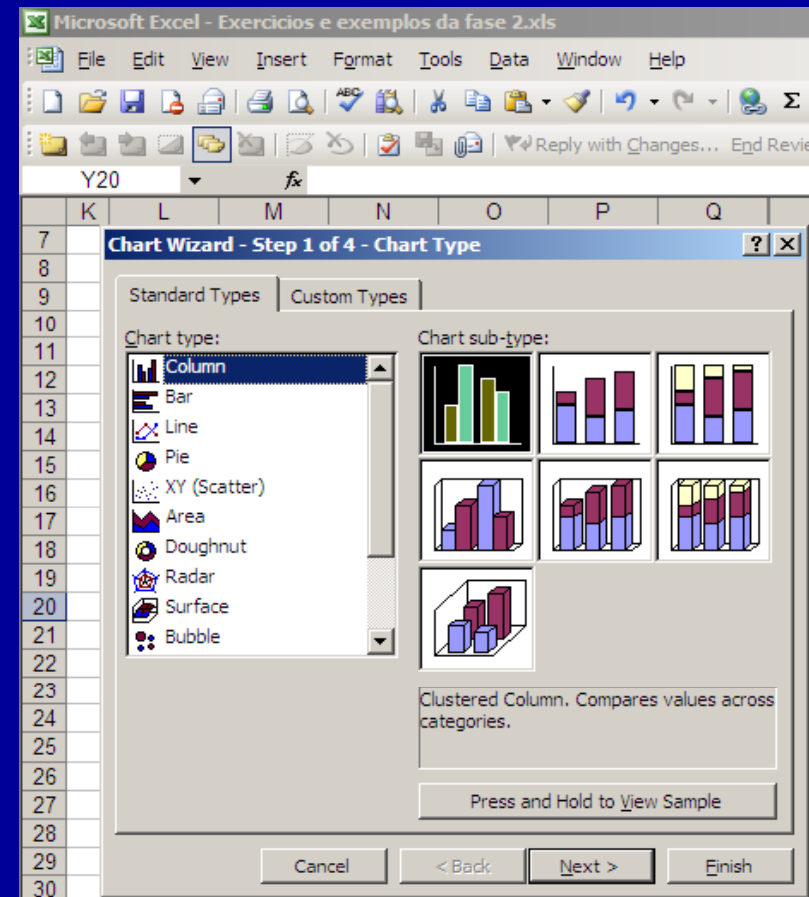 Microsoft Excel - Exercicios e exemplos da fase 2.xls
File Edit View Insert Format Tools Data Window Help
ABC Σ
Reply with Changes... End
Y20 fx
K L M N O P Q
7
Chart Wizard - Step 1 of 4 - Chart Type ? X
8
9
Standard Types Custom Types
10
Chart type: Chart sub-type:
11
Column
12
Bar
13
Line
14
Pie
15
XY (Scatter)
16
Area
17
Doughnut
18
Radar
19
Surface
20
Bubble
21
22
23
Clustered Column. Compares values across
24
categories.
25
26
Press and Hold to View Sample
27
28
Cancel < Back Next > Finish
29
30